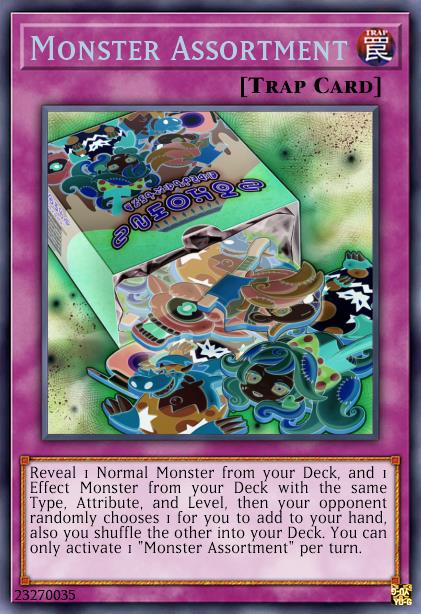 MONSTER ASSORTMENT
TRAP
罠
[TRAP CARD]
Reveal 1 Normal Monster from your Deck, and 1
Effect Monster from your Deck with the same
Type, Attribute, and Level, then your opponent
randomly chooses 1 for you to add to your hand,
also you shuffle the other into your Deck. You can
only activate 1 "Monster Assortment" per turn.
23270035